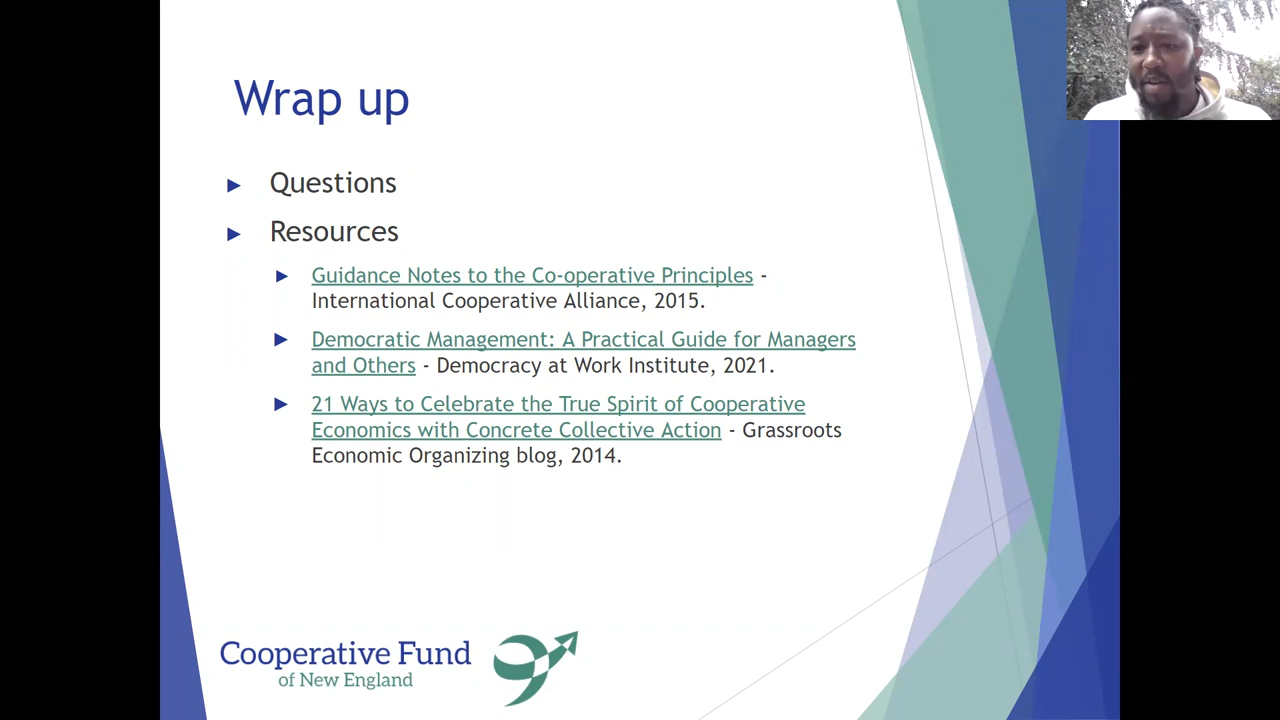 Wrap up
Questions
Resources
Guidance Notes to the Co-operative Principles -
International Cooperative Alliance, 2015.
Democratic Management: A Practical Guide for Managers
and Others - Democracy at Work Institute, 2021.
21 Ways to Celebrate the True Spirit of Cooperative
Economics with Concrete Collective Action - Grassroots
Economic Organizing blog, 2014.
Cooperative Fund
of New England